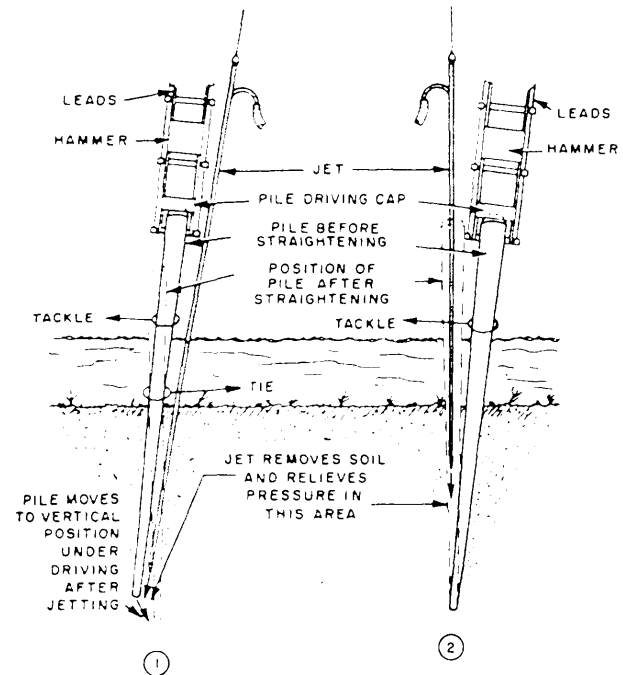 LEADS
HAMMER
LEADS
HAMMER
JET
PILE DRIVING CAP
PILE BEFORE
STRAIGHTENING
POSITION OF
PILE AFTER
STRAIGHTENING
TACKLE
TACKLE
TIE
JET REMOVES SOIL
AND RELIEVES
PRESSURE IN
THIS AREA
PILE MOVES
TO VERTICAL
POSITION
UNDER
DRIVING
AFTER
JETTING
1
2